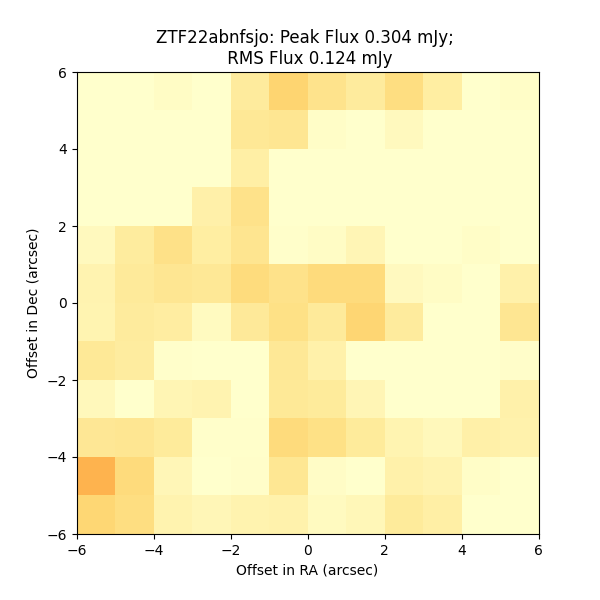 ZTF22abnfsjo: Peak Flux 0.304 mJy;
RMS Flux 0.124 mJy
6
4
2
0
−2
−4
−6
Offset in Dec (arcsec)
−6 −4 −2 0 2 4 6
Offset in RA (arcsec)